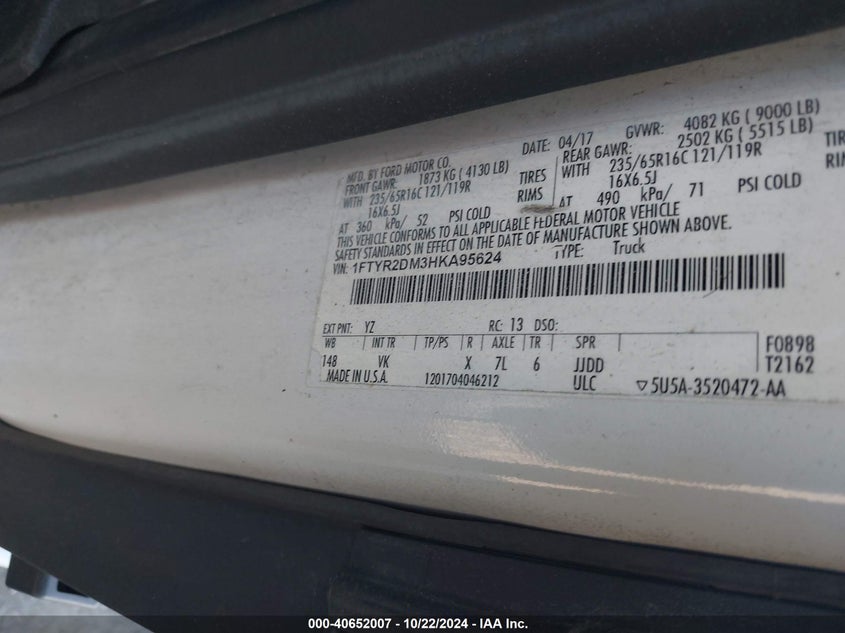 MFD. BY FORD MOTOR CO. DATE: 04/17 GVWR: 4082 KG ( 9000 LB)
FRONT GAWR: 1873 KG ( 4130 LB) REAR GAWR: 2502 KG ( 5515 LB)
WITH 235/65R16C 121/119R TIRES WITH 235/65R16C 121/119R TIRE
16X6.5J RIMS 16X6.5J RIM
AT 360 kPa/ 52 PSI COLD AT 490 kPa/ 71 PSI COLD
THIS VEHICLE CONFORMS TO ALL APPLICABLE FEDERAL MOTOR VEHICLE
SAFETY STANDARDS IN EFFECT ON THE DATE OF MANUFACTURE SHOWN ABOVE.
VIN: 1FTYR2DM3HKA95624 TYPE: Truck
EXT PNT: YZ RC: 13 DSO:
WB INT TR TP/PS R AXLE TR SPR F0898
148 VK X 7L 6 JJDD T2162
MADE IN U.S.A. 1201704046212 ULC ▽5U5A-3520472-AA
000-40652007 - 10/22/2024 - IAA Inc.